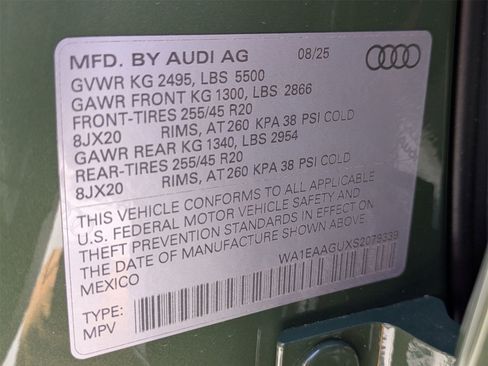 MFD. BY AUDI AG 08/25
GVWR KG 2495, LBS 5500
GAWR FRONT KG 1300, LBS 2866
FRONT-TIRES 255/45 R20
8JX20 RIMS, AT 260 KPA 38 PSI COLD
GAWR REAR KG 1340, LBS 2954
REAR-TIRES 255/45 R20
8JX20 RIMS, AT 260 KPA 38 PSI COLD
THIS VEHICLE CONFORMS TO ALL APPLICABLE
U.S. FEDERAL MOTOR VEHICLE SAFETY AND
THEFT PREVENTION STANDARDS IN EFFECT ON
THE DATE OF MANUFACTURE SHOWN ABOVE.
MEXICO
WA1EAAGUXS2079339
TYPE:
MPV